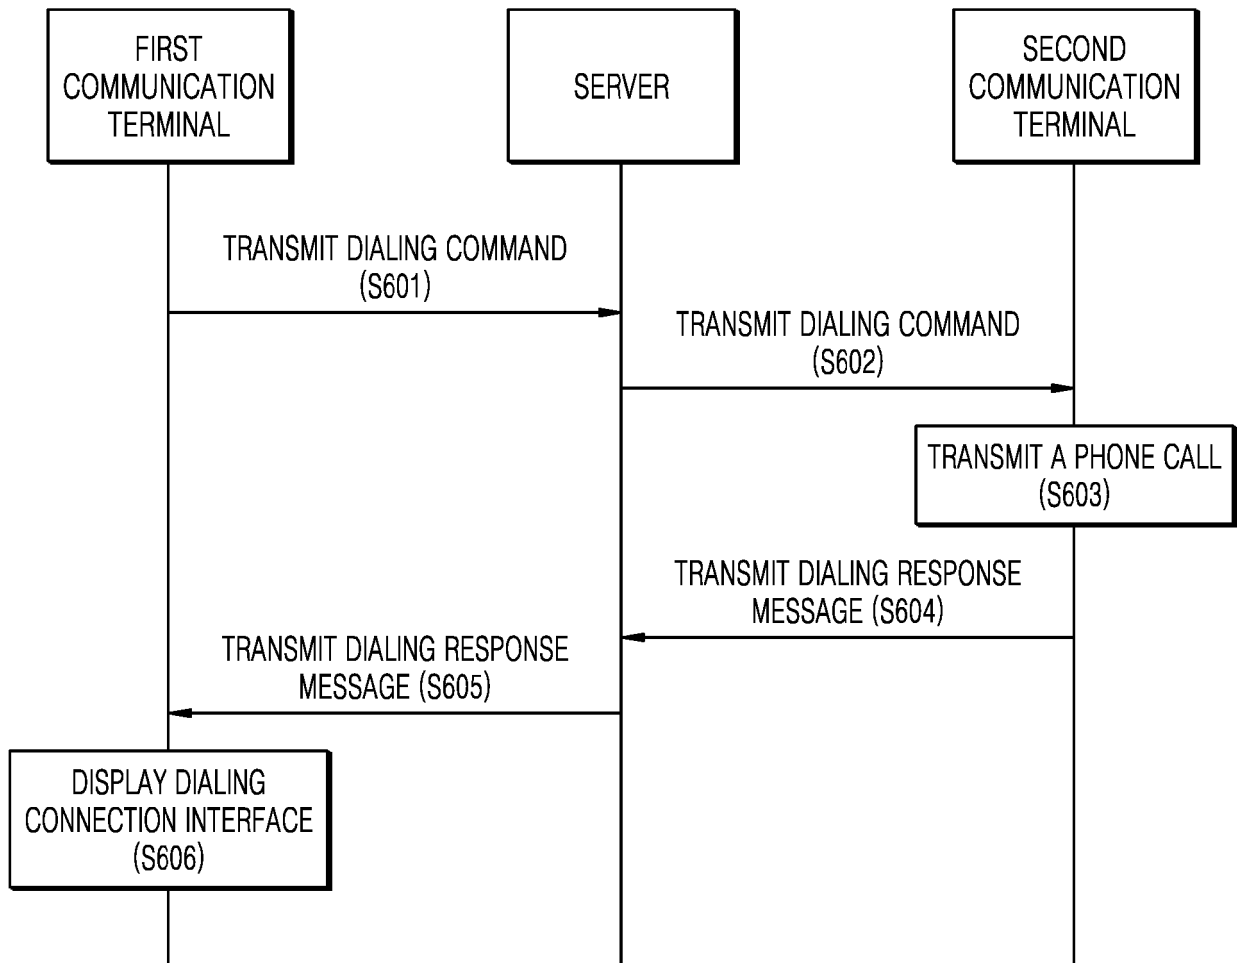 FIRST
COMMUNICATION
TERMINAL
SERVER
SECOND
COMMUNICATION
TERMINAL
TRANSMIT DIALING COMMAND
(S601)
TRANSMIT DIALING COMMAND
(S602)
TRANSMIT A PHONE CALL
(S603)
TRANSMIT DIALING RESPONSE
MESSAGE (S604)
TRANSMIT DIALING RESPONSE
MESSAGE (S605)
DISPLAY DIALING
CONNECTION INTERFACE
(S606)